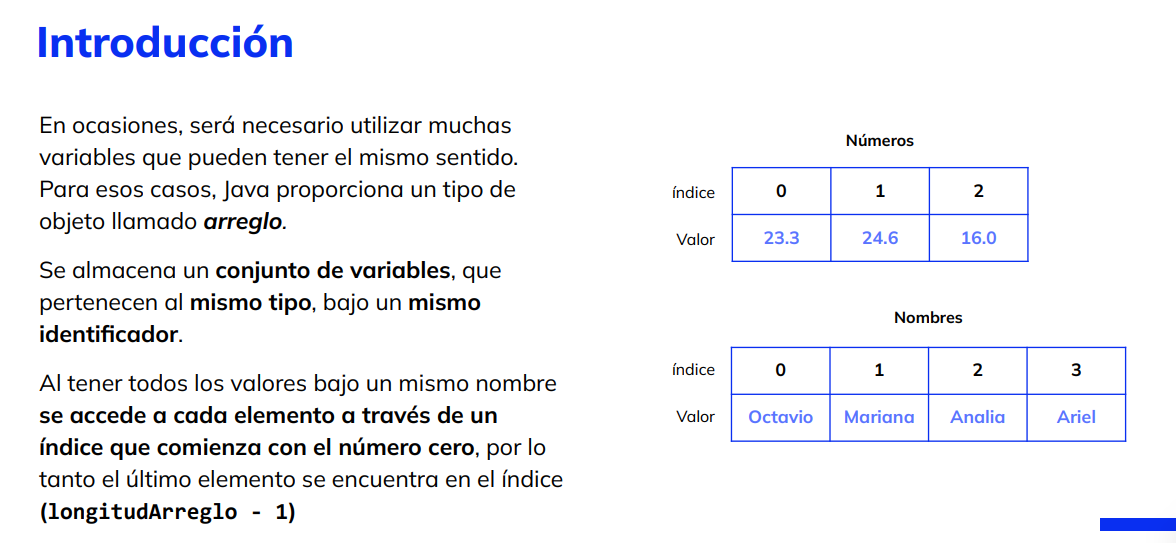 Introducción
En ocasiones, será necesario utilizar muchas
variables que pueden tener el mismo sentido.
Para esos casos, Java proporciona un tipo de
objeto llamado arreglo.
Se almacena un conjunto de variables, que
pertenecen al mismo tipo, bajo un mismo
identificador.
Al tener todos los valores bajo un mismo nombre
se accede a cada elemento a través de un
índice que comienza con el número cero, por lo
tanto el último elemento se encuentra en el índice
(longitudArreglo - 1)
Números
índice 0 1 2
Valor 23.3 24.6 16.0
Nombres
índice 0 1 2 3
Valor Octavio Mariana Analia Ariel